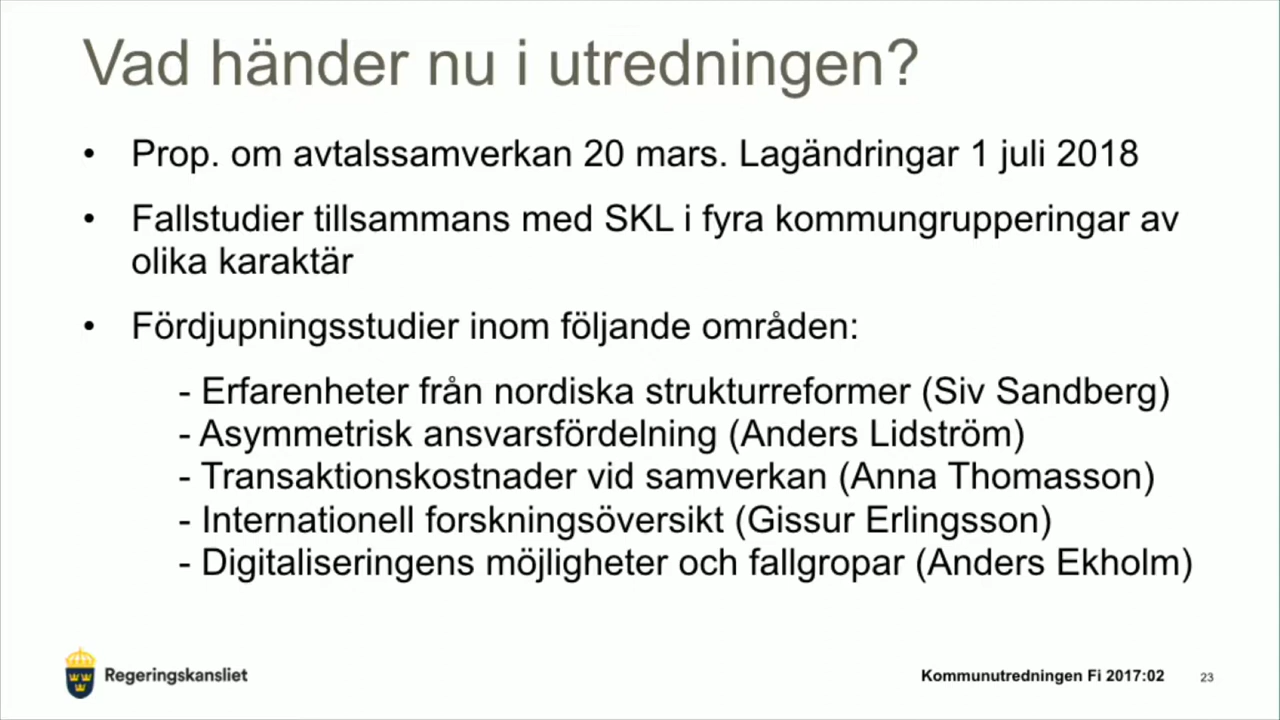 Vad händer nu i utredningen?
• Prop. om avtalssamverkan 20 mars. Lagändringar 1 juli 2018
• Fallstudier tillsammans med SKL i fyra kommungrupperingar av
olika karaktär
• Fördjupningsstudier inom följande områden:
- Erfarenheter från nordiska strukturreformer (Siv Sandberg)
- Asymmetrisk ansvarsfördelning (Anders Lidström)
- Transaktionskostnader vid samverkan (Anna Thomasson)
- Internationell forskningsöversikt (Gissur Erlingsson)
- Digitaliseringens möjligheter och fallgropar (Anders Ekholm)
Regeringskansliet
Kommunutredningen Fi 2017:02 23